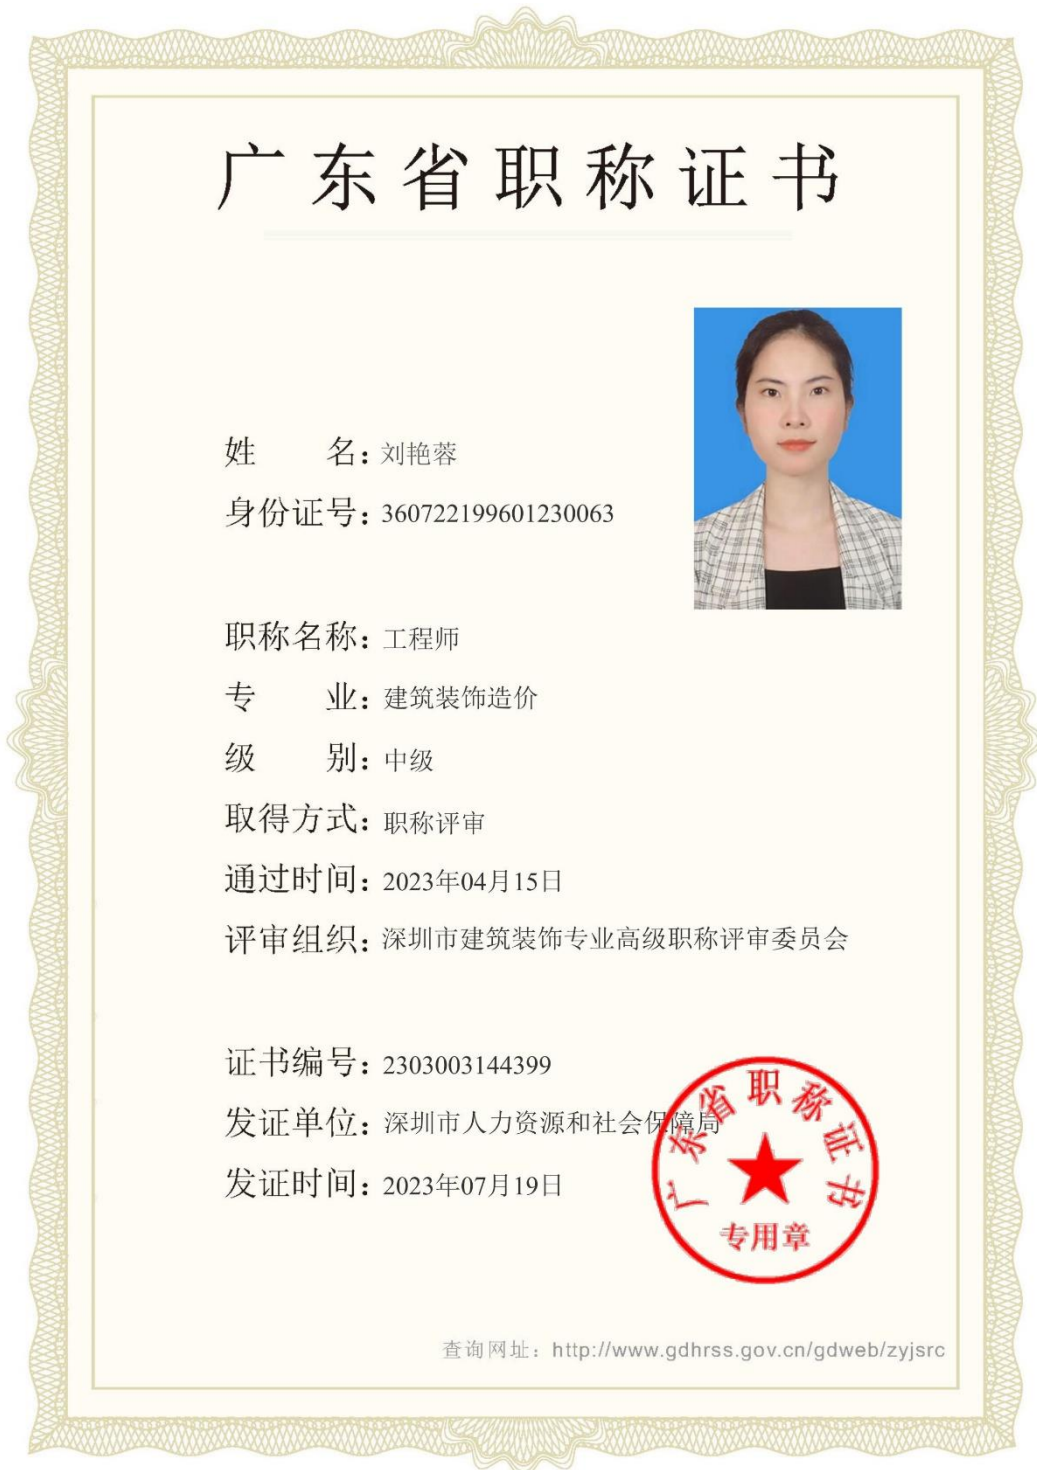 广东省职称证书
姓 名：刘艳蓉
身份证号：360722199601230063
职称名称：工程师
专 业：建筑装饰造价
级 别：中级
取得方式：职称评审
通过时间：2023年04月15日
评审组织：深圳市建筑装饰专业高级职称评审委员会
证书编号：2303003144399
发证单位：深圳市人力资源和社会保障局
发证时间：2023年07月19日
广东省职称证书
专用章
查询网址：http://www.gdhrss.gov.cn/gdweb/zyjsrc